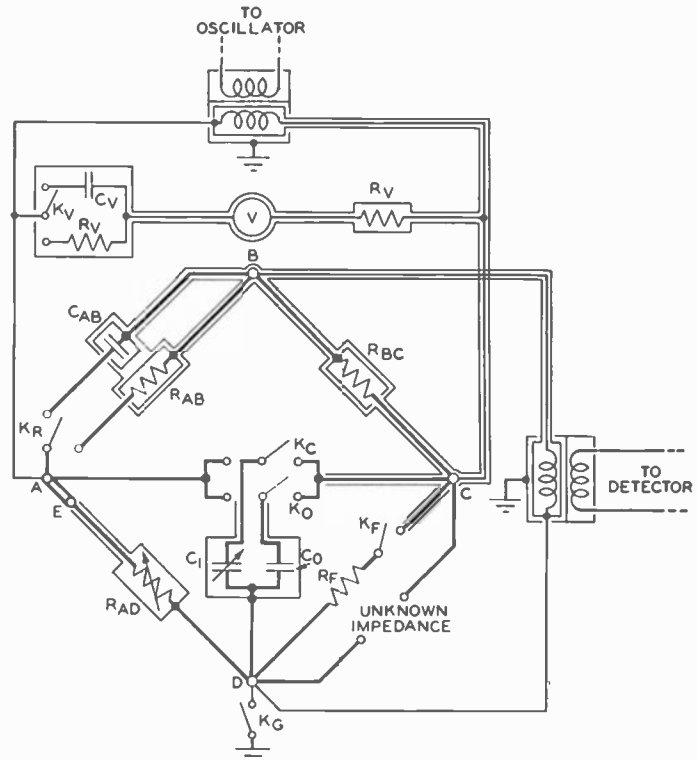 TO
OSCILLATOR
KV
CV
RV
V
RV
B
CAB
RAB
RBC
KR
A
E
KC
KO
C
TO
DETECTOR
KF
C1
CO
RF
RAD
UNKNOWN
IMPEDANCE
D
KG